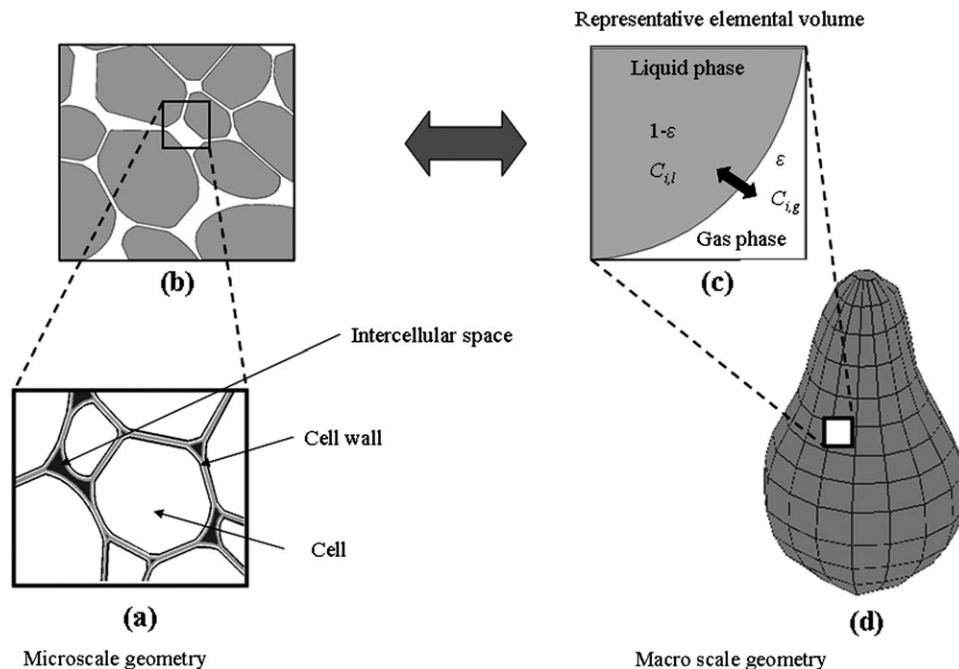 Representative elemental volume
Liquid phase
1-ε
C_{i,l}
ε
C_{i,g}
Gas phase
(b)
(c)
Intercellular space
Cell wall
Cell
(a)
(d)
Microscale geometry
Macro scale geometry